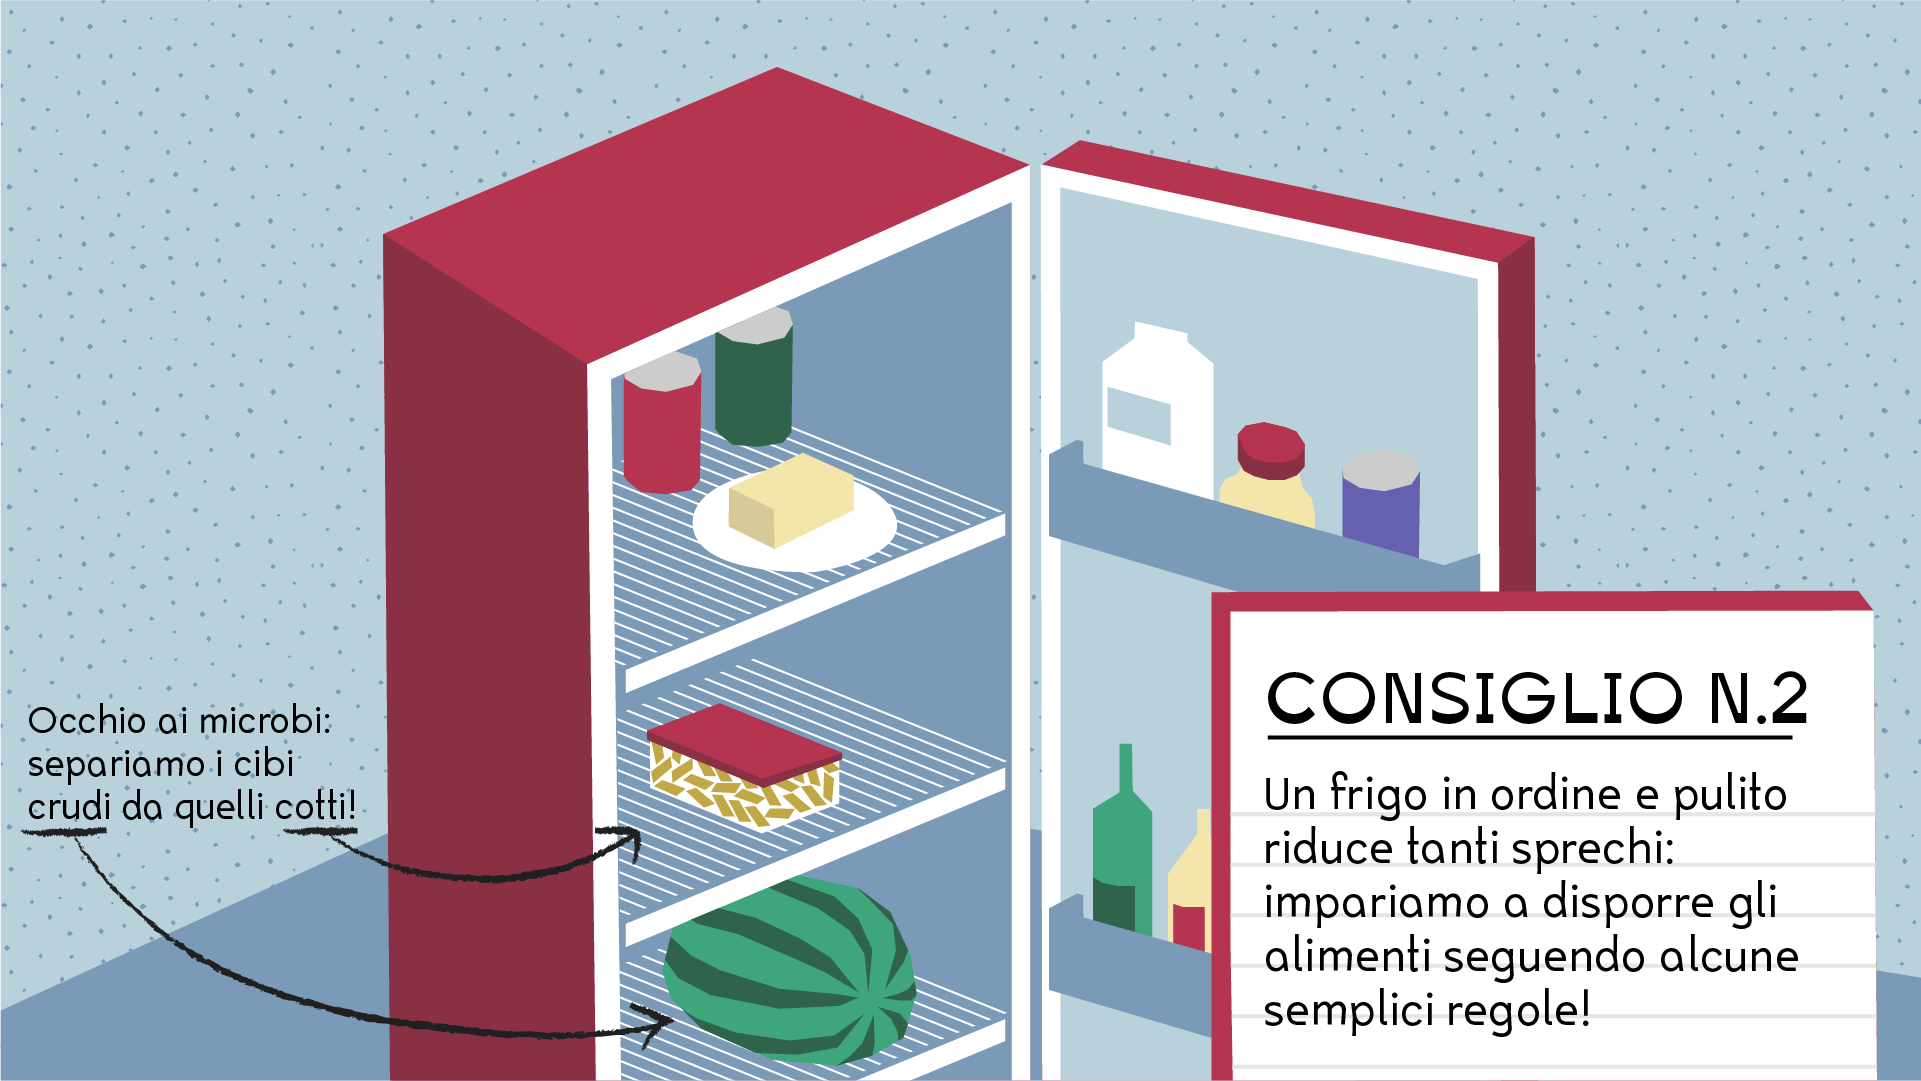 Occhio ai microbi:
separiamo i cibi
crudi da quelli cotti!
CONSIGLIO N.2
Un frigo in ordine e pulito
riduce tanti sprechi:
impariamo a disporre gli
alimenti seguendo alcune
semplici regole!